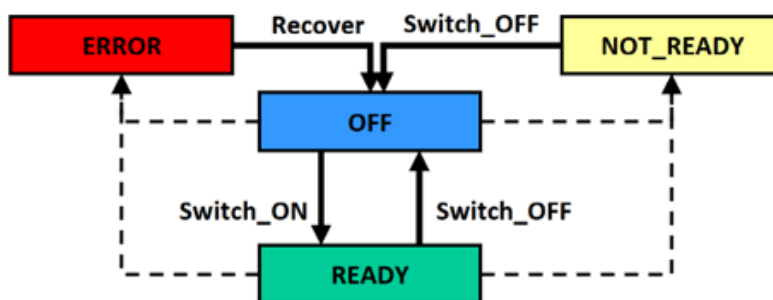 Recover
Switch_OFF
ERROR
NOT_READY
OFF
Switch_ON
Switch_OFF
READY